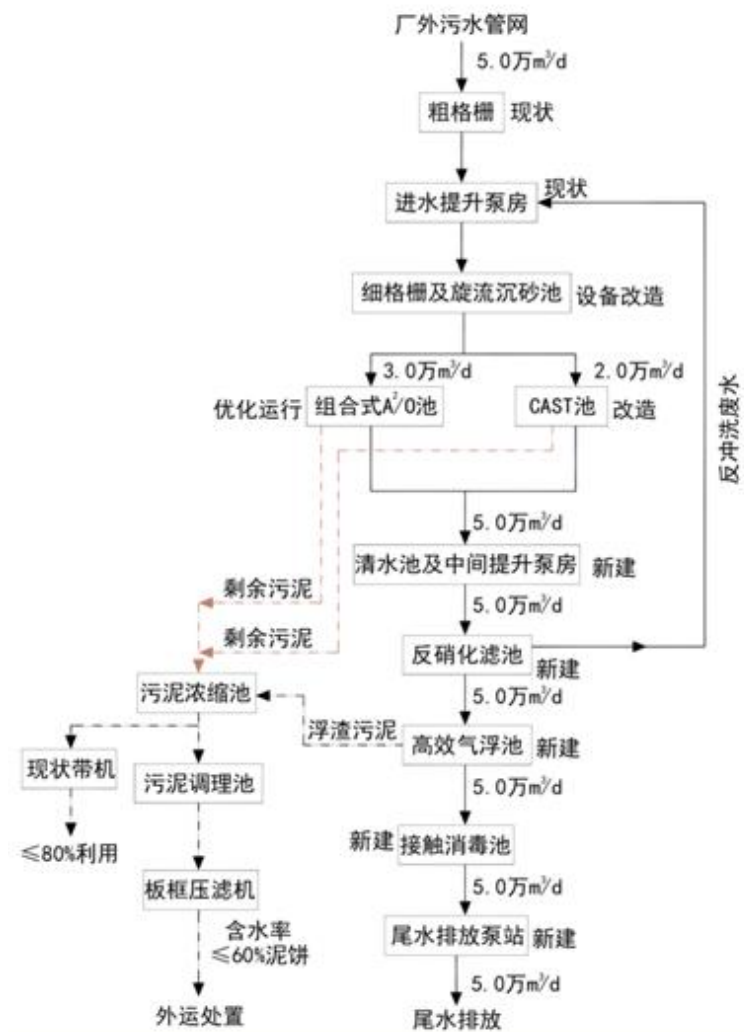 厂外污水管网
5.0万m³/d
粗格栅 现状
进水提升泵房 现状
细格栅及旋流沉砂池 设备改造
3.0万m³/d 2.0万m³/d
优化运行 组合式A²/O池 CAST池 改造
反冲洗废水
5.0万m³/d
清水池及中间提升泵房 新建
剩余污泥 5.0万m³/d
剩余污泥
反硝化滤池 新建
污泥浓缩池 5.0万m³/d
浮渣污泥
现状带机 污泥调理池 高效气浮池 新建
5.0万m³/d
≤80%利用 新建 接触消毒池
板框压滤机 5.0万m³/d
含水率
≤60%泥饼
尾水排放泵站 新建
5.0万m³/d
外运处置 尾水排放